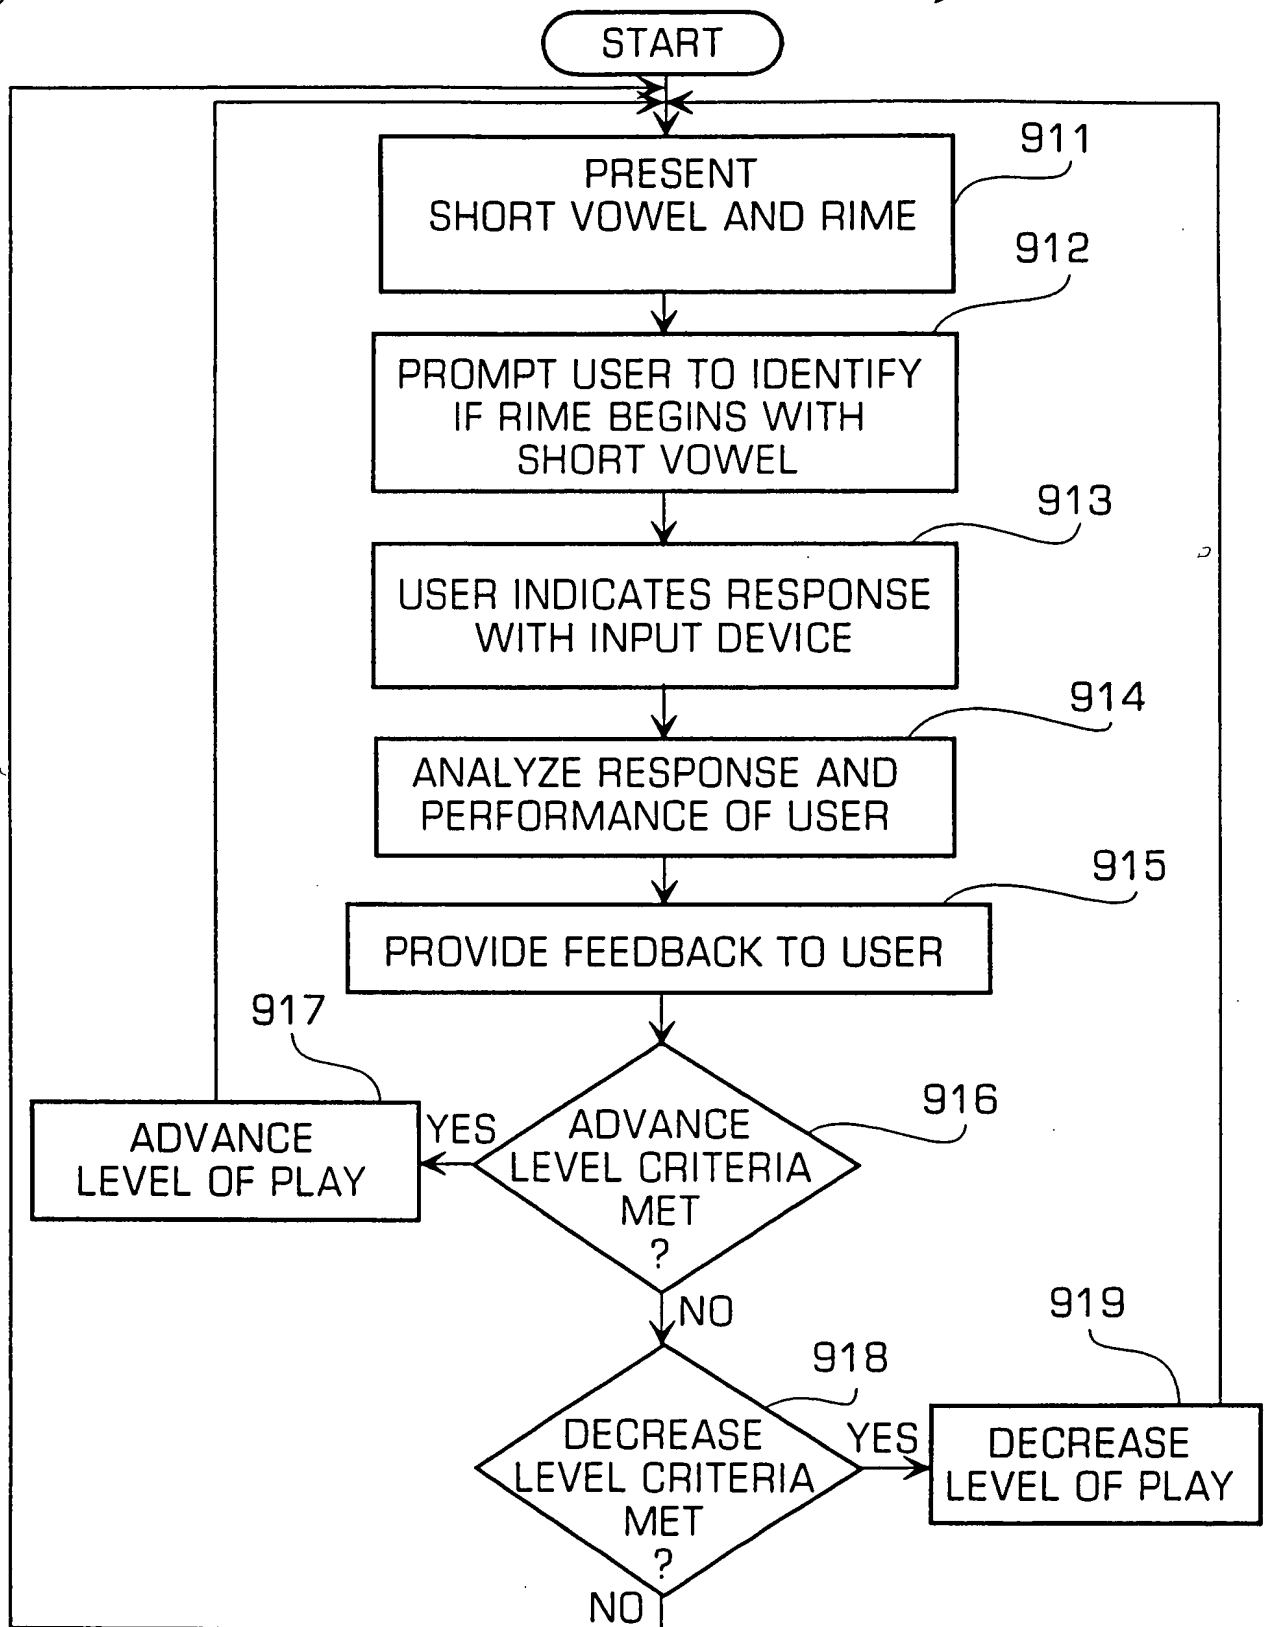 START
911
PRESENT
SHORT VOWEL AND RIME
912
PROMPT USER TO IDENTIFY
IF RIME BEGINS WITH
SHORT VOWEL
913
USER INDICATES RESPONSE
WITH INPUT DEVICE
914
ANALYZE RESPONSE AND
PERFORMANCE OF USER
915
PROVIDE FEEDBACK TO USER
917
ADVANCE
LEVEL OF PLAY
YES
916
ADVANCE
LEVEL CRITERIA
MET
?
NO
918
DECREASE
LEVEL CRITERIA
MET
?
YES
919
DECREASE
LEVEL OF PLAY
NO